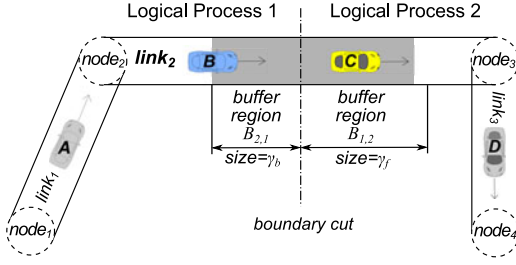 Logical Process 1 Logical Process 2
node2 link2 B C node3
buffer region B2,1 size=γb
buffer region B1,2 size=γf
link1 A
link3 D
node1 boundary cut node4